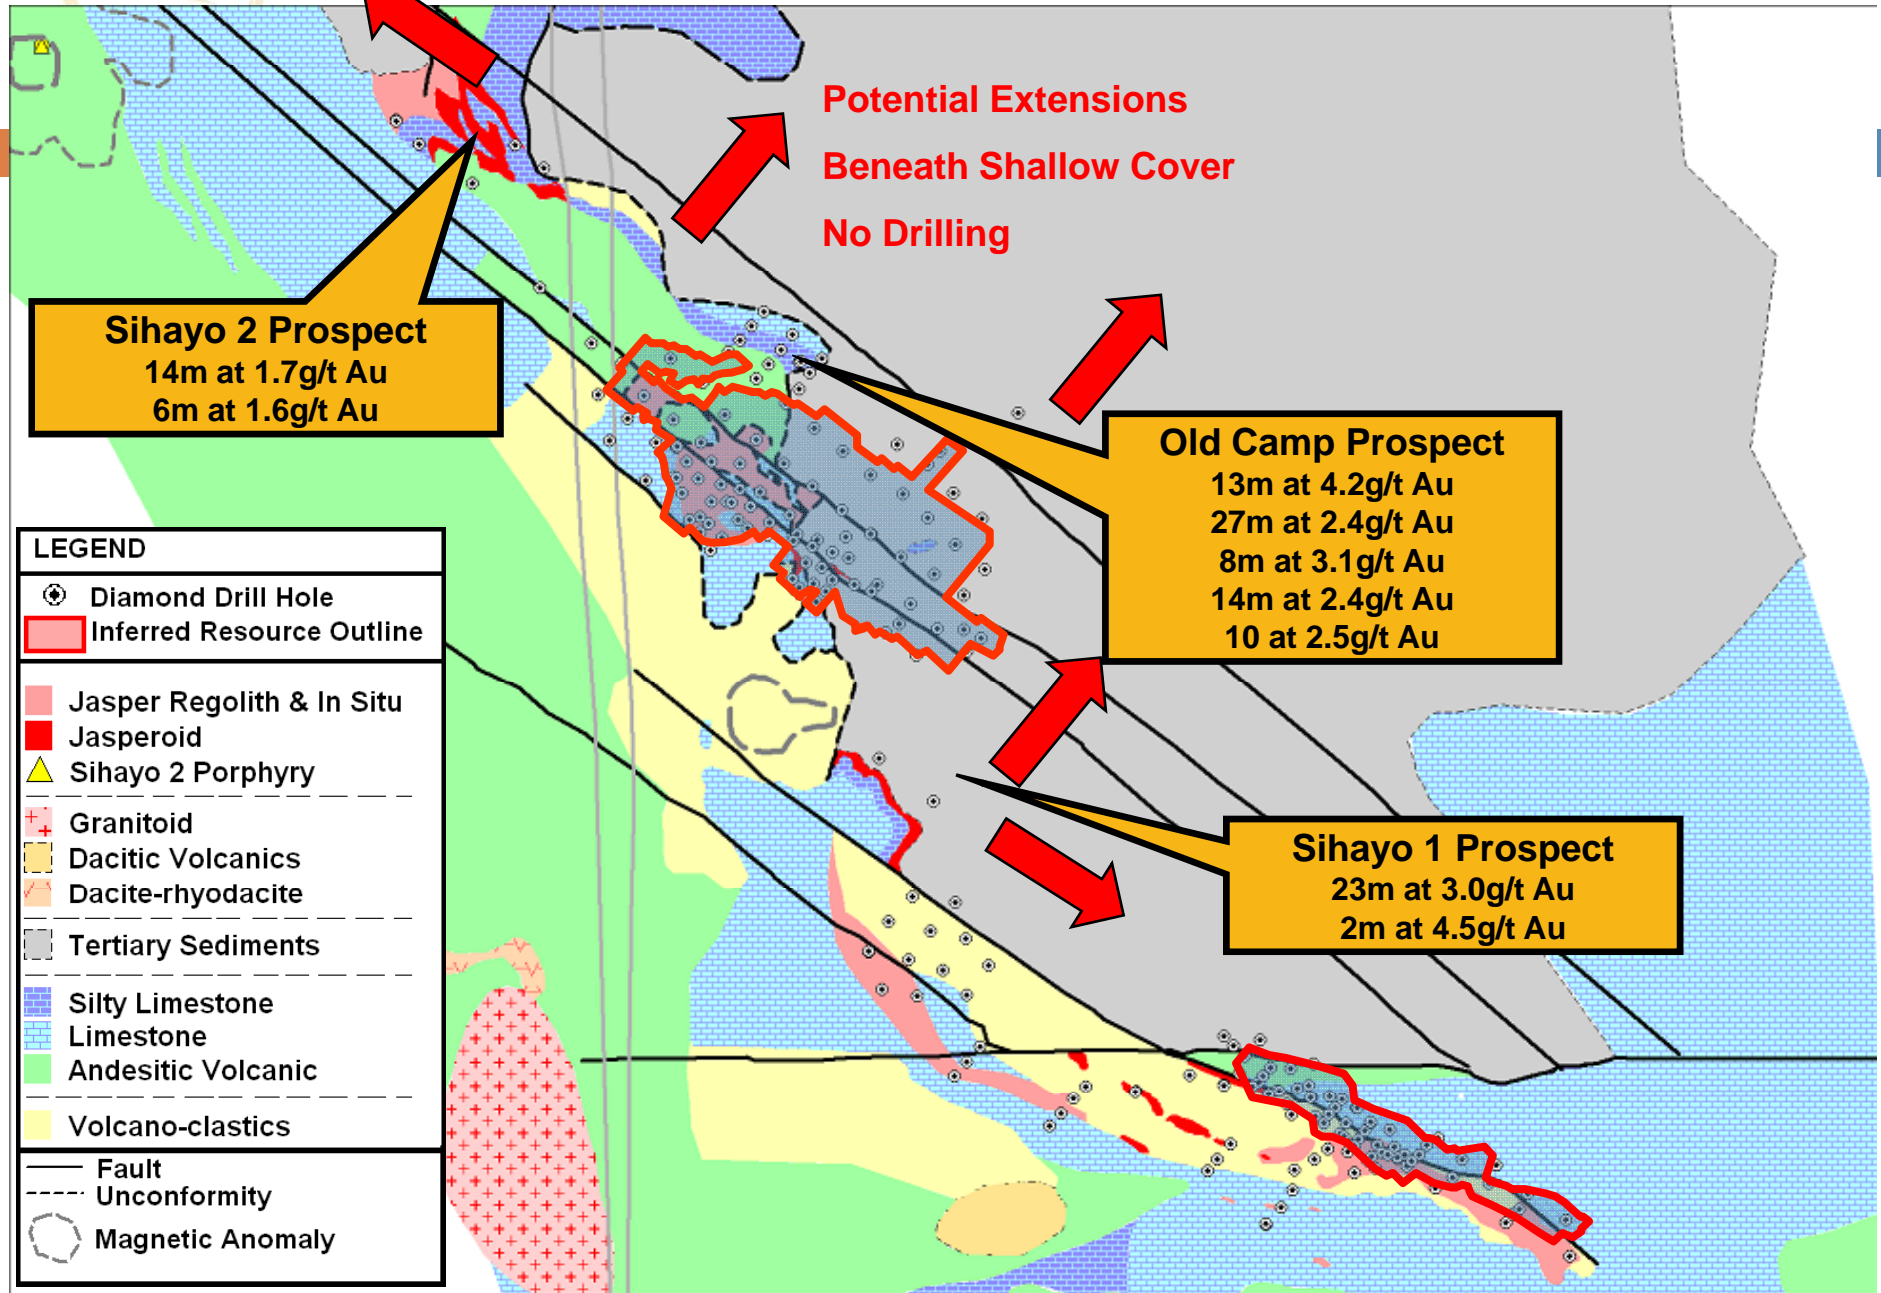 Potential Extensions
Beneath Shallow Cover
No Drilling
Sihayo 2 Prospect
14m at 1.7g/t Au
6m at 1.6g/t Au
Old Camp Prospect
13m at 4.2g/t Au
27m at 2.4g/t Au
8m at 3.1g/t Au
14m at 2.4g/t Au
10 at 2.5g/t Au
Sihayo 1 Prospect
23m at 3.0g/t Au
2m at 4.5g/t Au
LEGEND
Diamond Drill Hole
Inferred Resource Outline
Jasper Regolith & In Situ
Jasperoid
Sihayo 2 Porphyry
Granitoid
Dacitic Volcanics
Dacite-rhyodacite
Tertiary Sediments
Silty Limestone
Limestone
Andesitic Volcanic
Volcano-clastics
Fault
Unconformity
Magnetic Anomaly